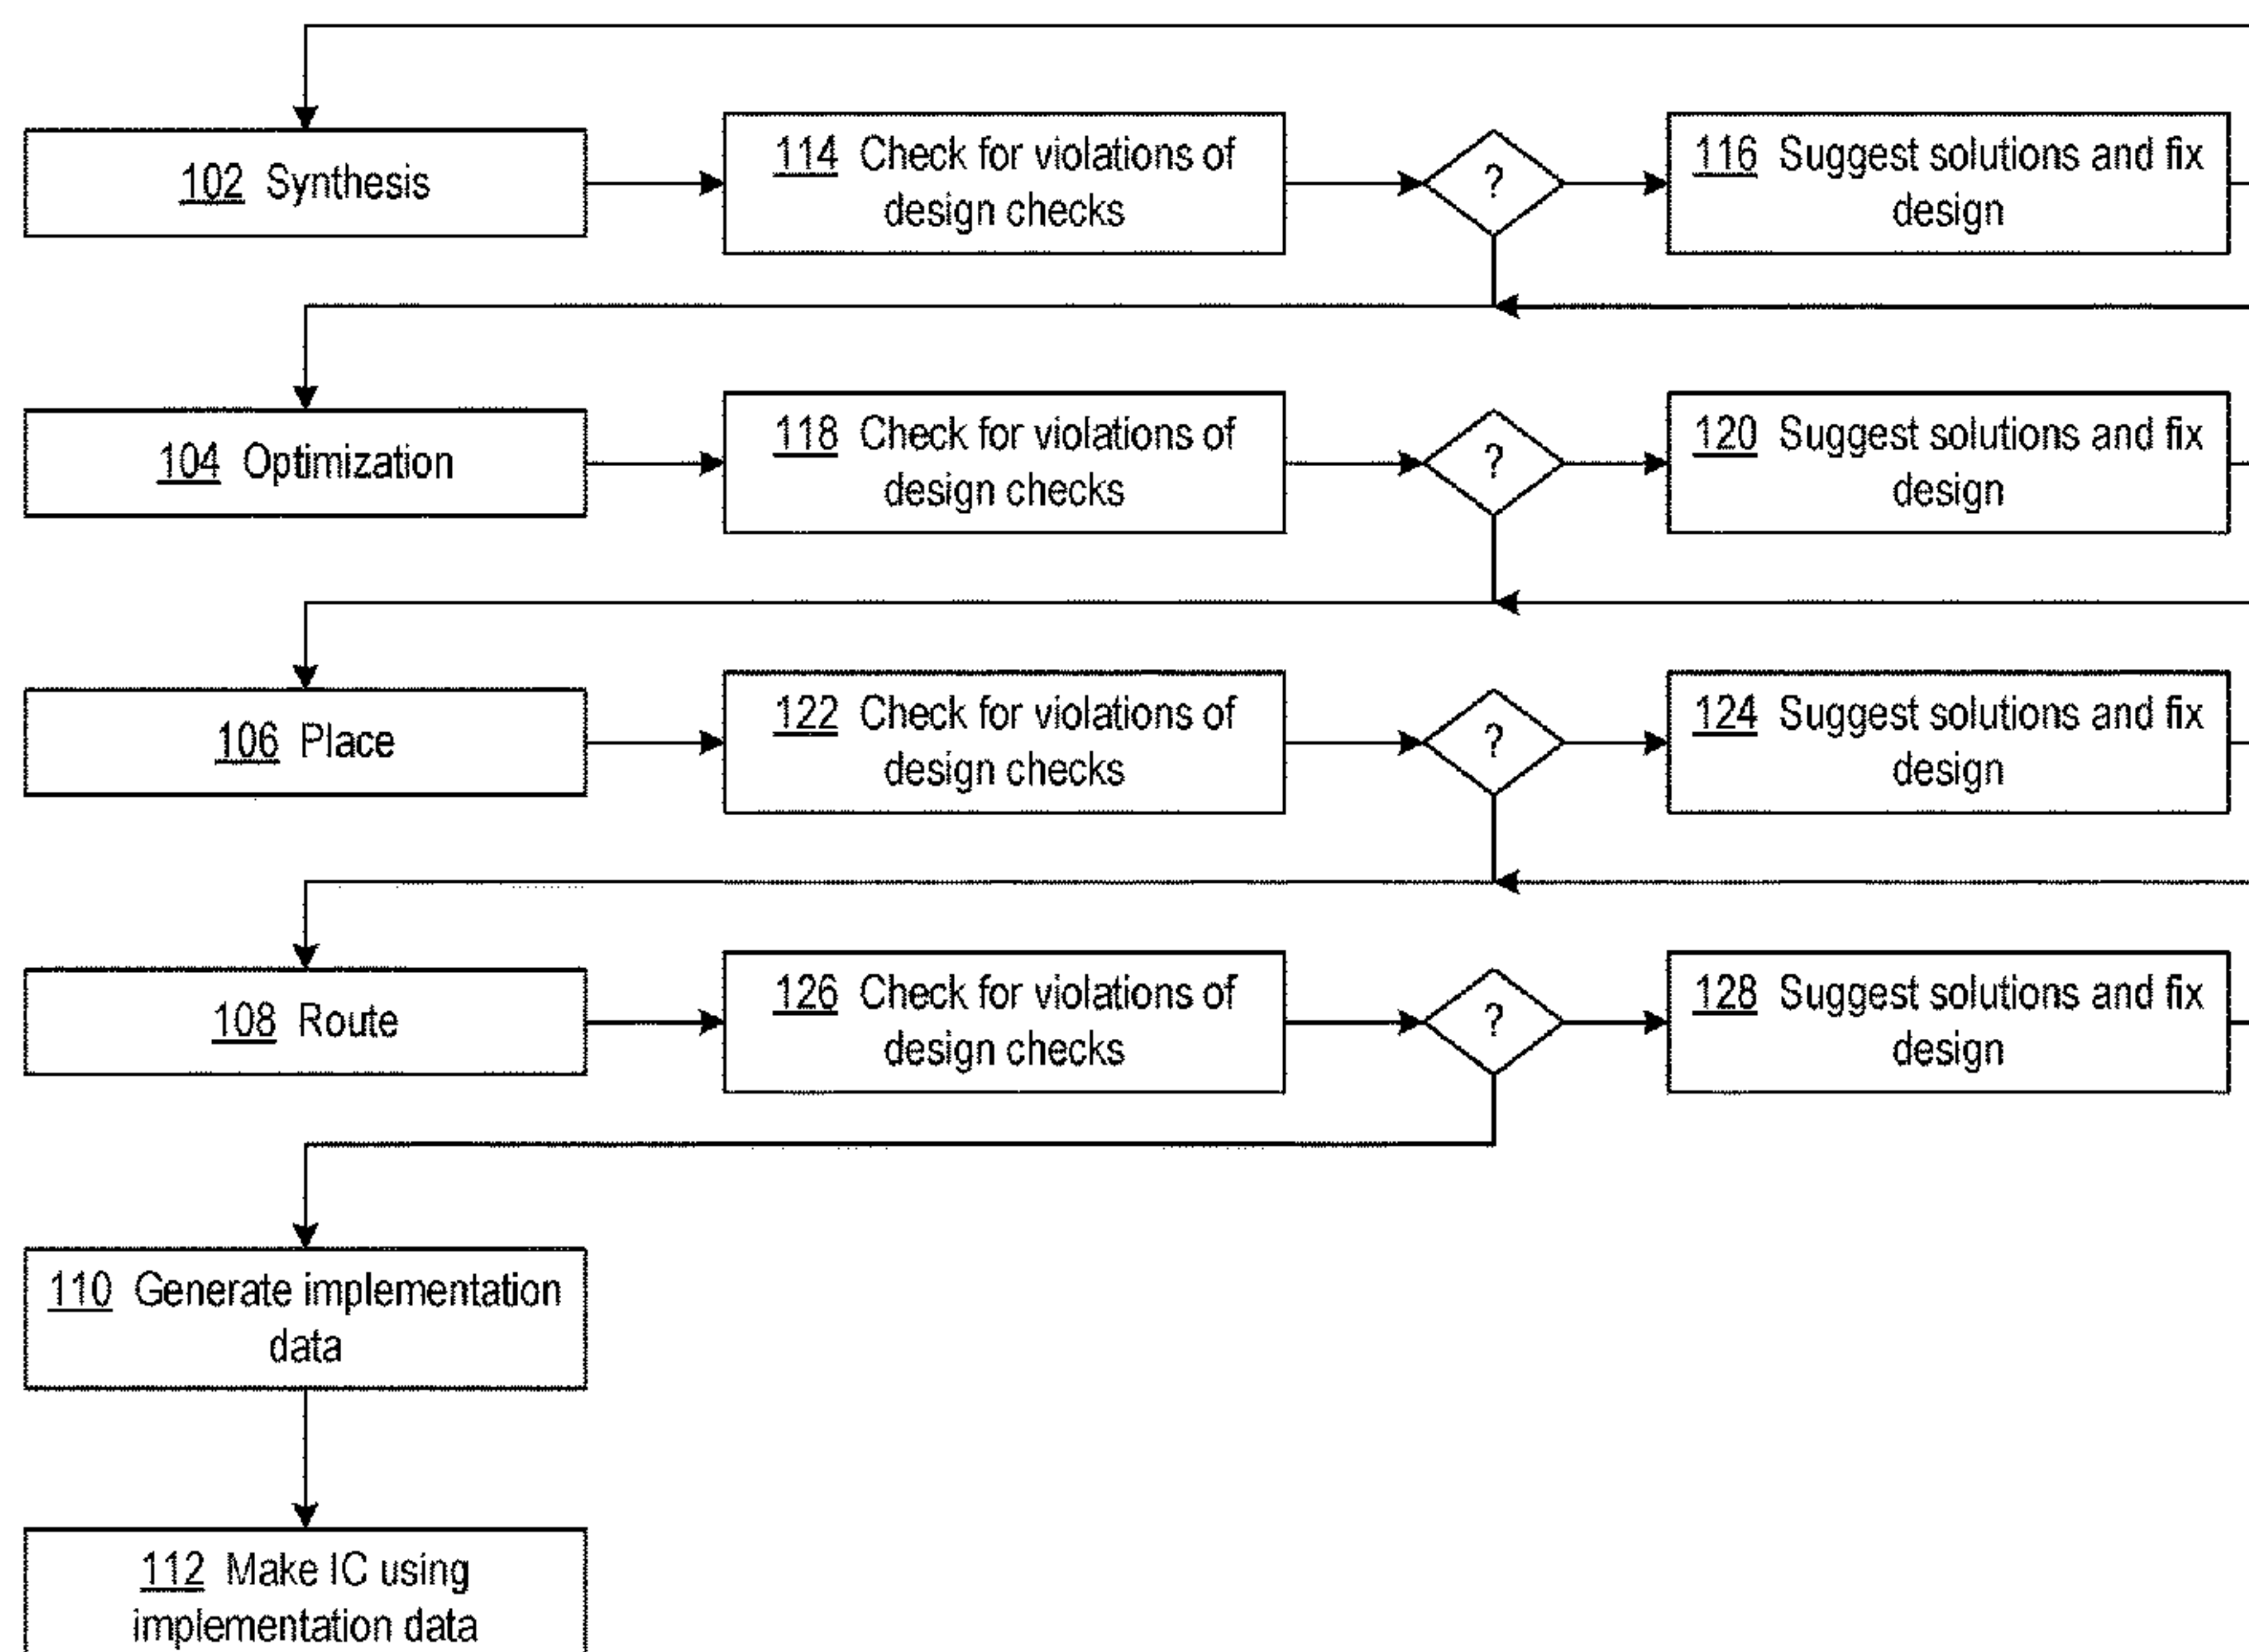 102 Synthesis
114 Check for violations of
design checks
?
116 Suggest solutions and fix
design
104 Optimization
118 Check for violations of
design checks
?
120 Suggest solutions and fix
design
106 Place
122 Check for violations of
design checks
?
124 Suggest solutions and fix
design
108 Route
126 Check for violations of
design checks
?
128 Suggest solutions and fix
design
110 Generate implementation
data
112 Make IC using
implementation data